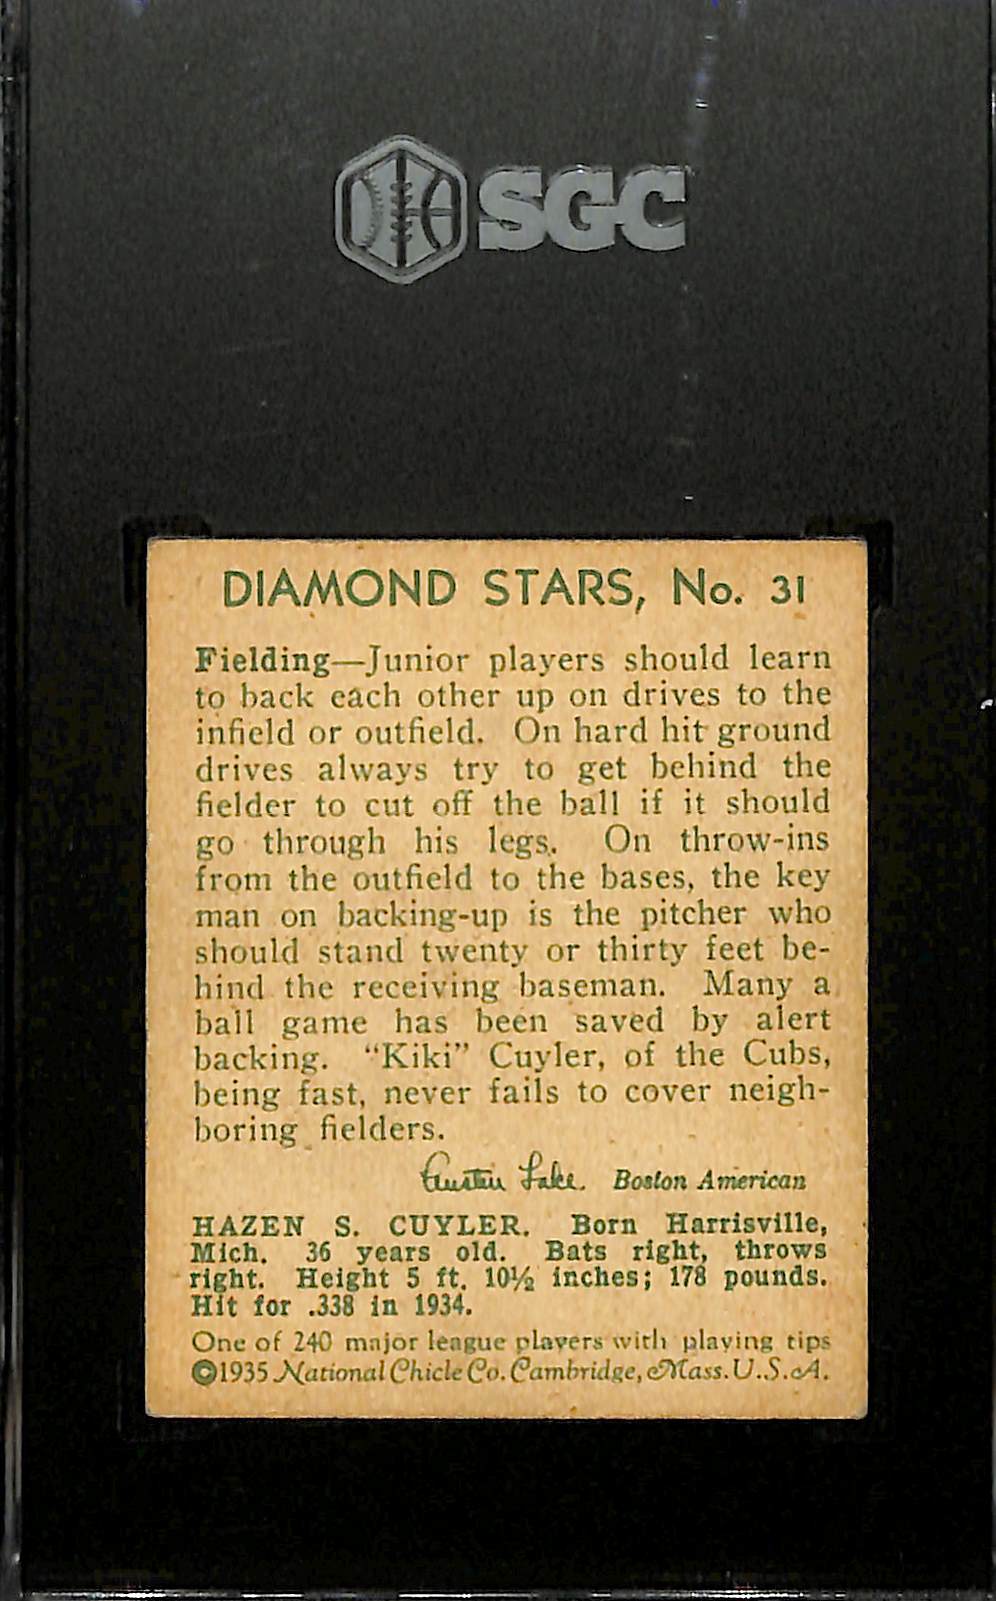 SGC
DIAMOND STARS, No. 31
Fielding—Junior players should learn
to back each other up on drives to the
infield or outfield. On hard hit ground
drives always try to get behind the
fielder to cut off the ball if it should
go through his legs. On throw-ins
from the outfield to the bases, the key
man on backing-up is the pitcher who
should stand twenty or thirty feet be-
hind the receiving baseman. Many a
ball game has been saved by alert
backing. "Kiki" Cuyler, of the Cubs,
being fast, never fails to cover neigh-
boring fielders.
Austen Lake. Boston American
HAZEN S. CUYLER. Born Harrisville,
Mich. 36 years old. Bats right, throws
right. Height 5 ft. 10½ inches; 178 pounds.
Hit for .338 in 1934.
One of 240 major league players with playing tips
©1935 National Chicle Co. Cambridge, Mass. U.S.A.